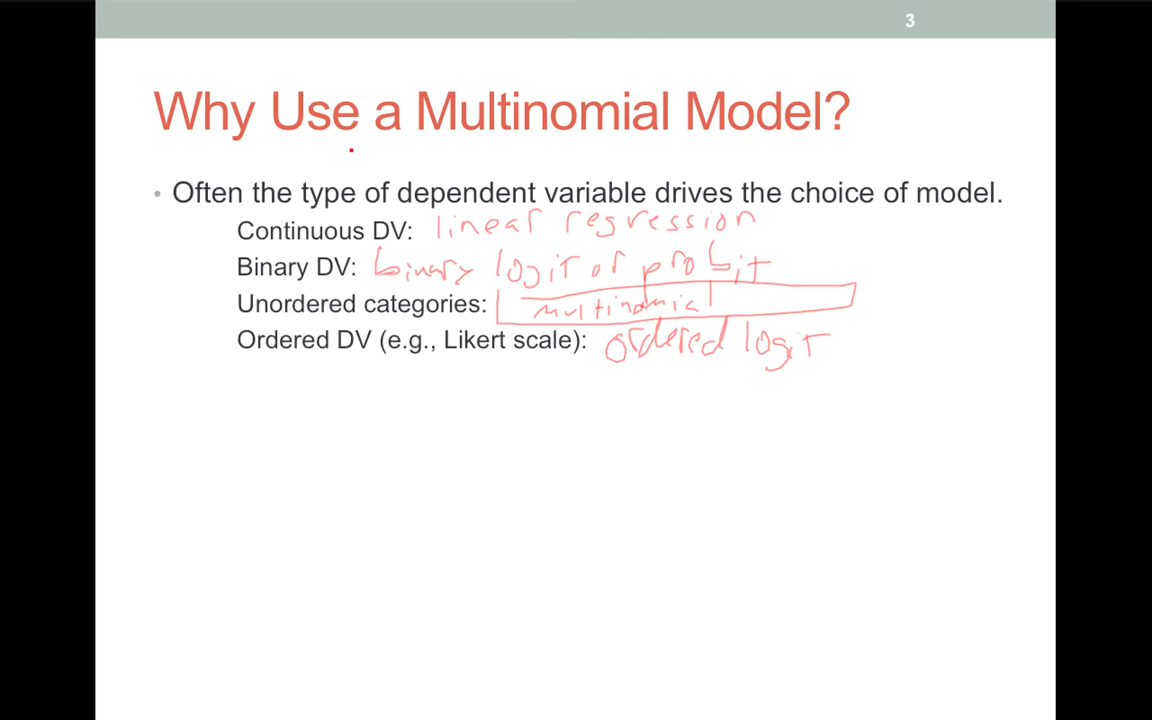 3
Why Use a Multinomial Model?
• Often the type of dependent variable drives the choice of model.
Continuous DV: linear regression
Binary DV: binary logit or probit
Unordered categories: multinomial
Ordered DV (e.g., Likert scale): ordered logit